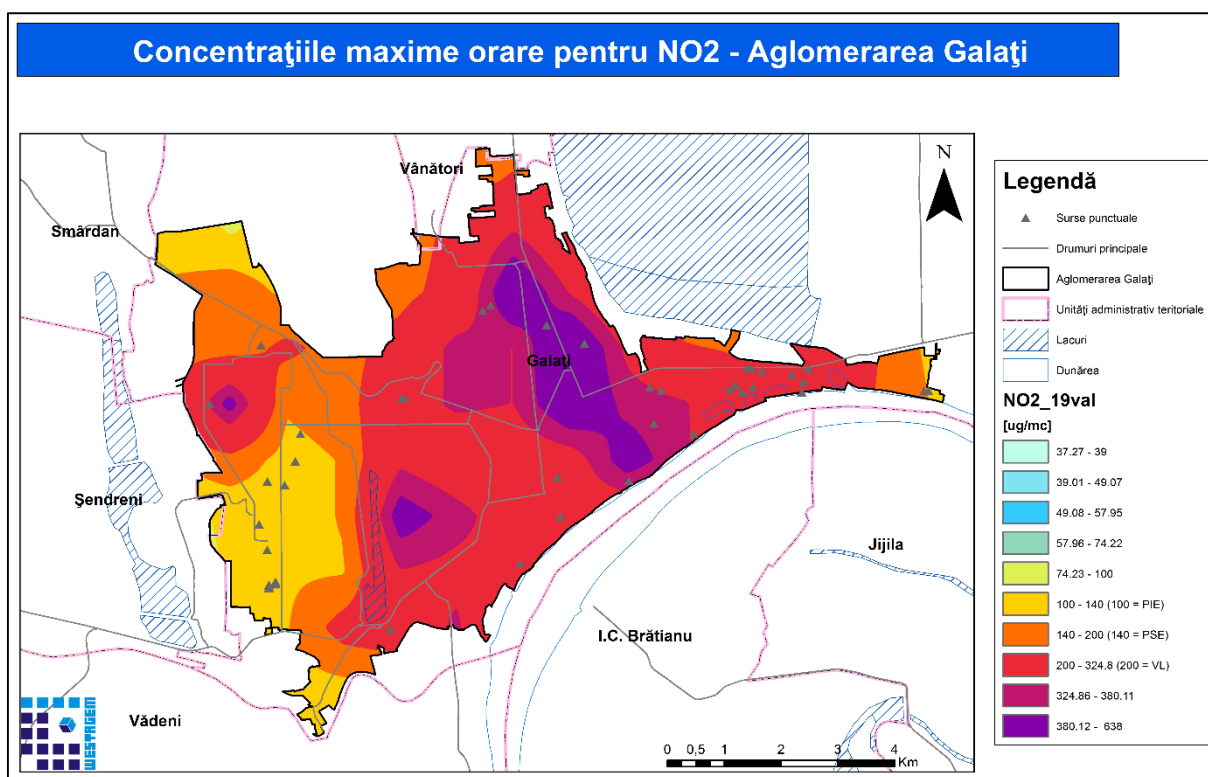 Concentraţiile maxime orare pentru NO2 - Aglomerarea Galaţi
Vânători
N
Smârdan
Galaţi
Şendreni
Jijila
I.C. Brătianu
Vădeni
WESTAGEM
0 0,5 1 2 3 4
Km
Legendă
Surse punctuale
Drumuri principale
Aglomerarea Galaţi
Unităţi administrativ teritoriale
Lacuri
Dunărea
NO2_19val
[ug/mc]
37.27 - 39
39.01 - 49.07
49.08 - 57.95
57.96 - 74.22
74.23 - 100
100 - 140 (100 = PIE)
140 - 200 (140 = PSE)
200 - 324.8 (200 = VL)
324.86 - 380.11
380.12 - 638